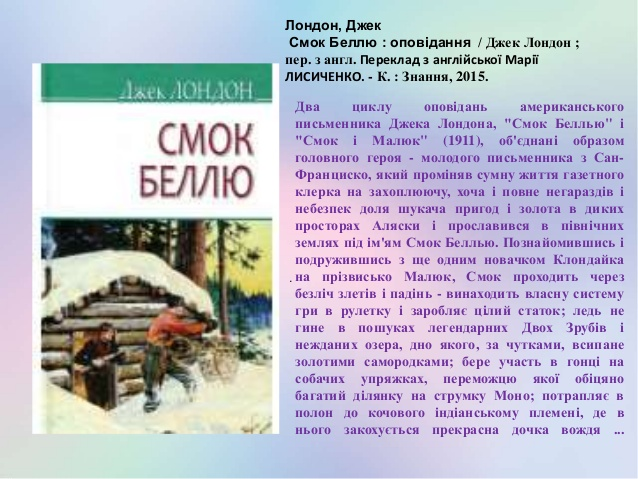 Лондон, Джек
Смок Беллю : оповідання / Джек Лондон ;
пер. з англ. Переклад з англійської Марії
ЛИСИЧЕНКО. - К. : Знання, 2015.
Джек ЛОНДОН
СМОК
БЕЛЛЮ
Два циклу оповідань американського
письменника Джека Лондона, "Смок Беллью" і
"Смок і Малюк" (1911), об'єднані образом
головного героя - молодого письменника з Сан-
Франциско, який проміняв сумну життя газетного
клерка на захоплюючу, хоча і повне негараздів і
небезпек доля шукача пригод і золота в диких
просторах Аляски і прославився в північних
землях під ім'ям Смок Беллью. Познайомившись і
подружившись з ще одним новачком Клондайка
. на прізвисько Малюк, Смок проходить через
безліч злетів і падінь - винаходить власну систему
гри в рулетку і заробляє цілий статок; ледь не
гине в пошуках легендарних Двох Зрубів і
нежданих озера, дно якого, за чутками, всипане
золотими самородками; бере участь в гонці на
собачих упряжках, переможцю якої обіцяно
багатий ділянку на струмку Моно; потрапляє в
полон до кочового індіанському племені, де в
нього закохується прекрасна дочка вождя ...